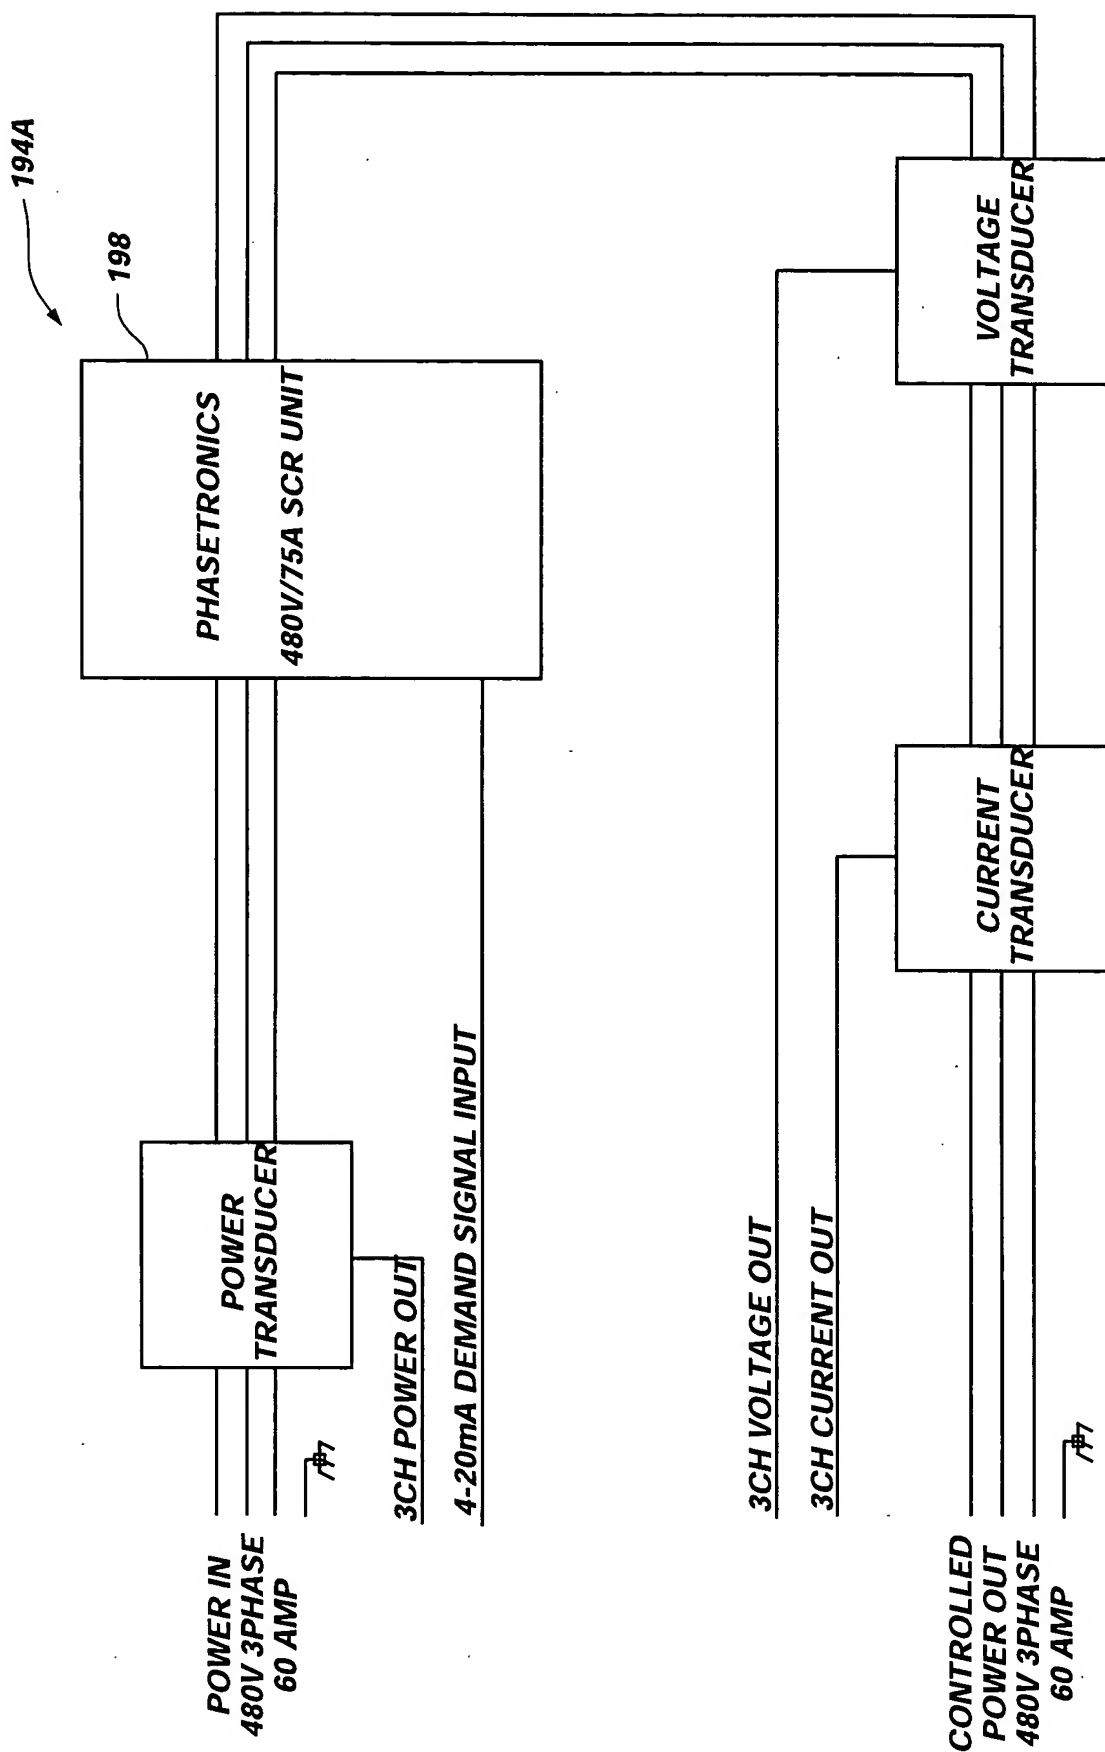 194A
198
PHASETRONICS
480V/75A SCR UNIT
POWER
TRANSDUCER
POWER IN
480V 3PHASE
60 AMP
3CH POWER OUT
4-20mA DEMAND SIGNAL INPUT
3CH VOLTAGE OUT
3CH CURRENT OUT
VOLTAGE
TRANSDUCER
CURRENT
TRANSDUCER
CONTROLLED
POWER OUT
480V 3PHASE
60 AMP